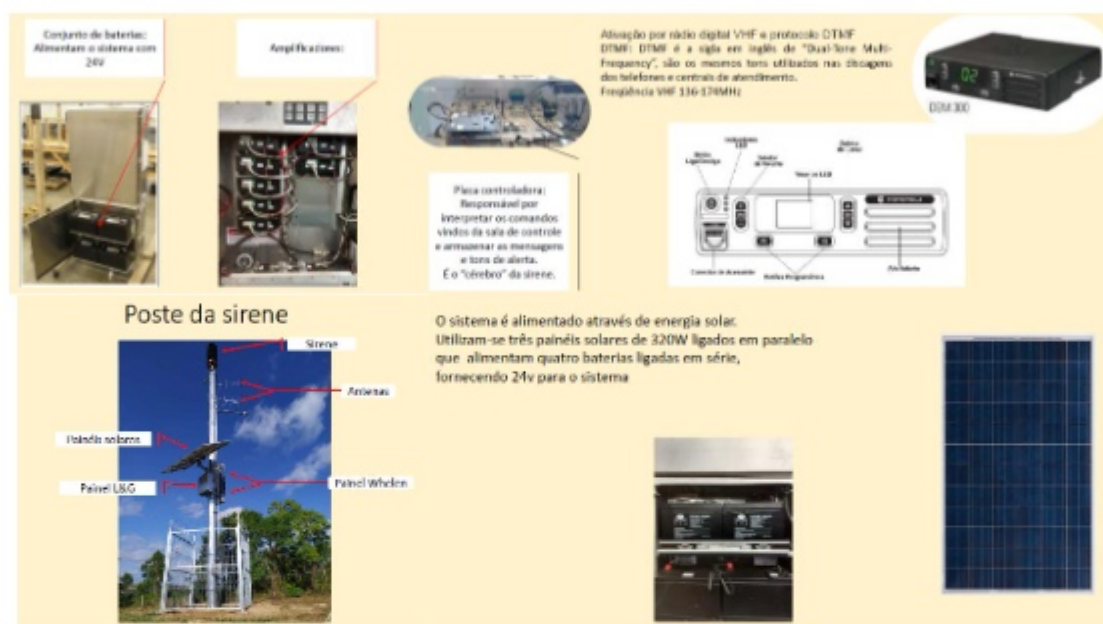 Conjunto de baterias:
Alimentam o sistema com
24V
Amplificadores:
Ativação por rádio digital VHF e protocolo DTMF
DTMF: DTMF é a sigla em inglês de "Dual-Tone Multi-
Frequency", são os mesmos tons utilizados nas discagens
dos telefones e centrais de atendimento.
Freqüência VHF 136-174MHz
02
Placa controladora:
Responsável por
interpretar os comandos
vindos da sala de controle
e armazenar as mensagens
e tons de alerta.
É o "cérebro" da sirene.
Poste da sirene
Sirene
Antenas
Painéis solares
Painel L&G
Painel Whelen
O sistema é alimentado através de energia solar.
Utilizam-se três painéis solares de 320W ligados em paralelo
que alimentam quatro baterias ligadas em série,
fornecendo 24v para o sistema